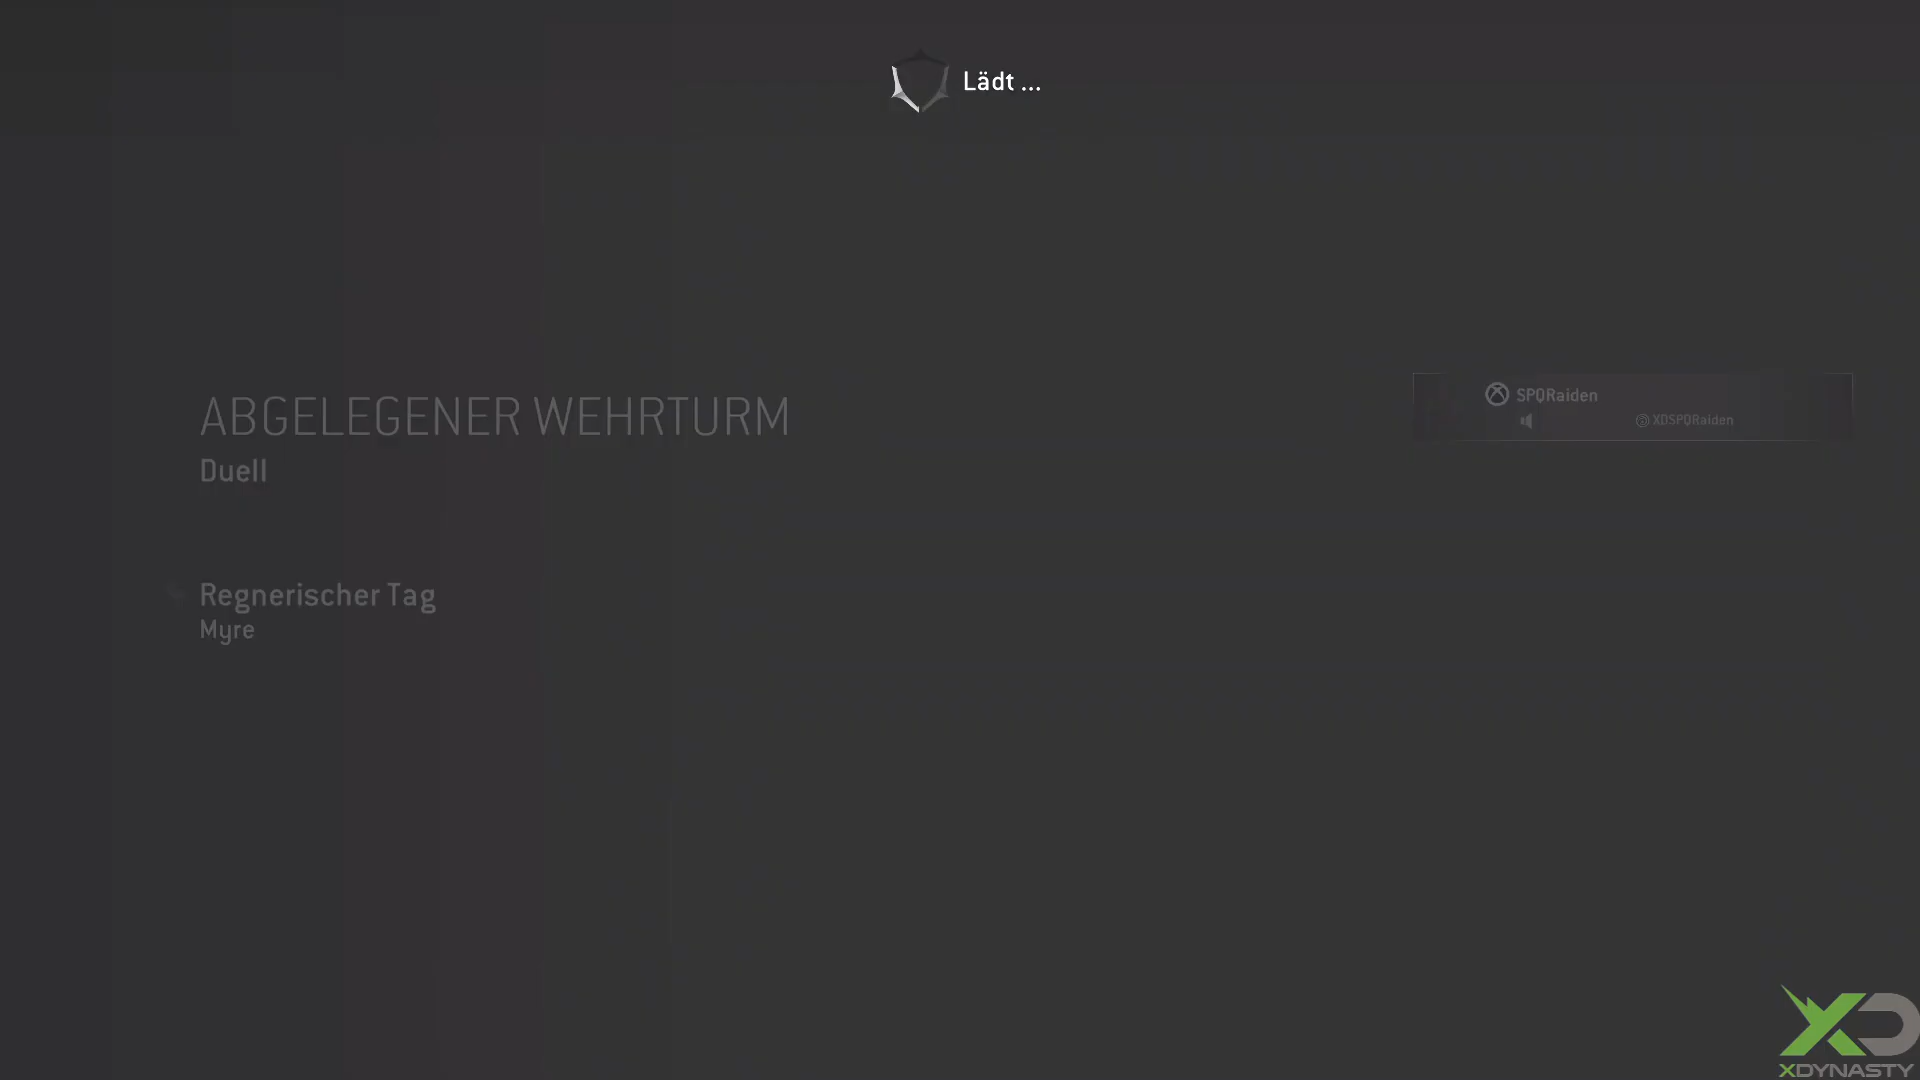 Lädt ...
ABGELEGENER WEHRTURM
Duell
Regnerischer Tag
Myre
SPQRaiden
XDSPQRaiden
XDYNASTY